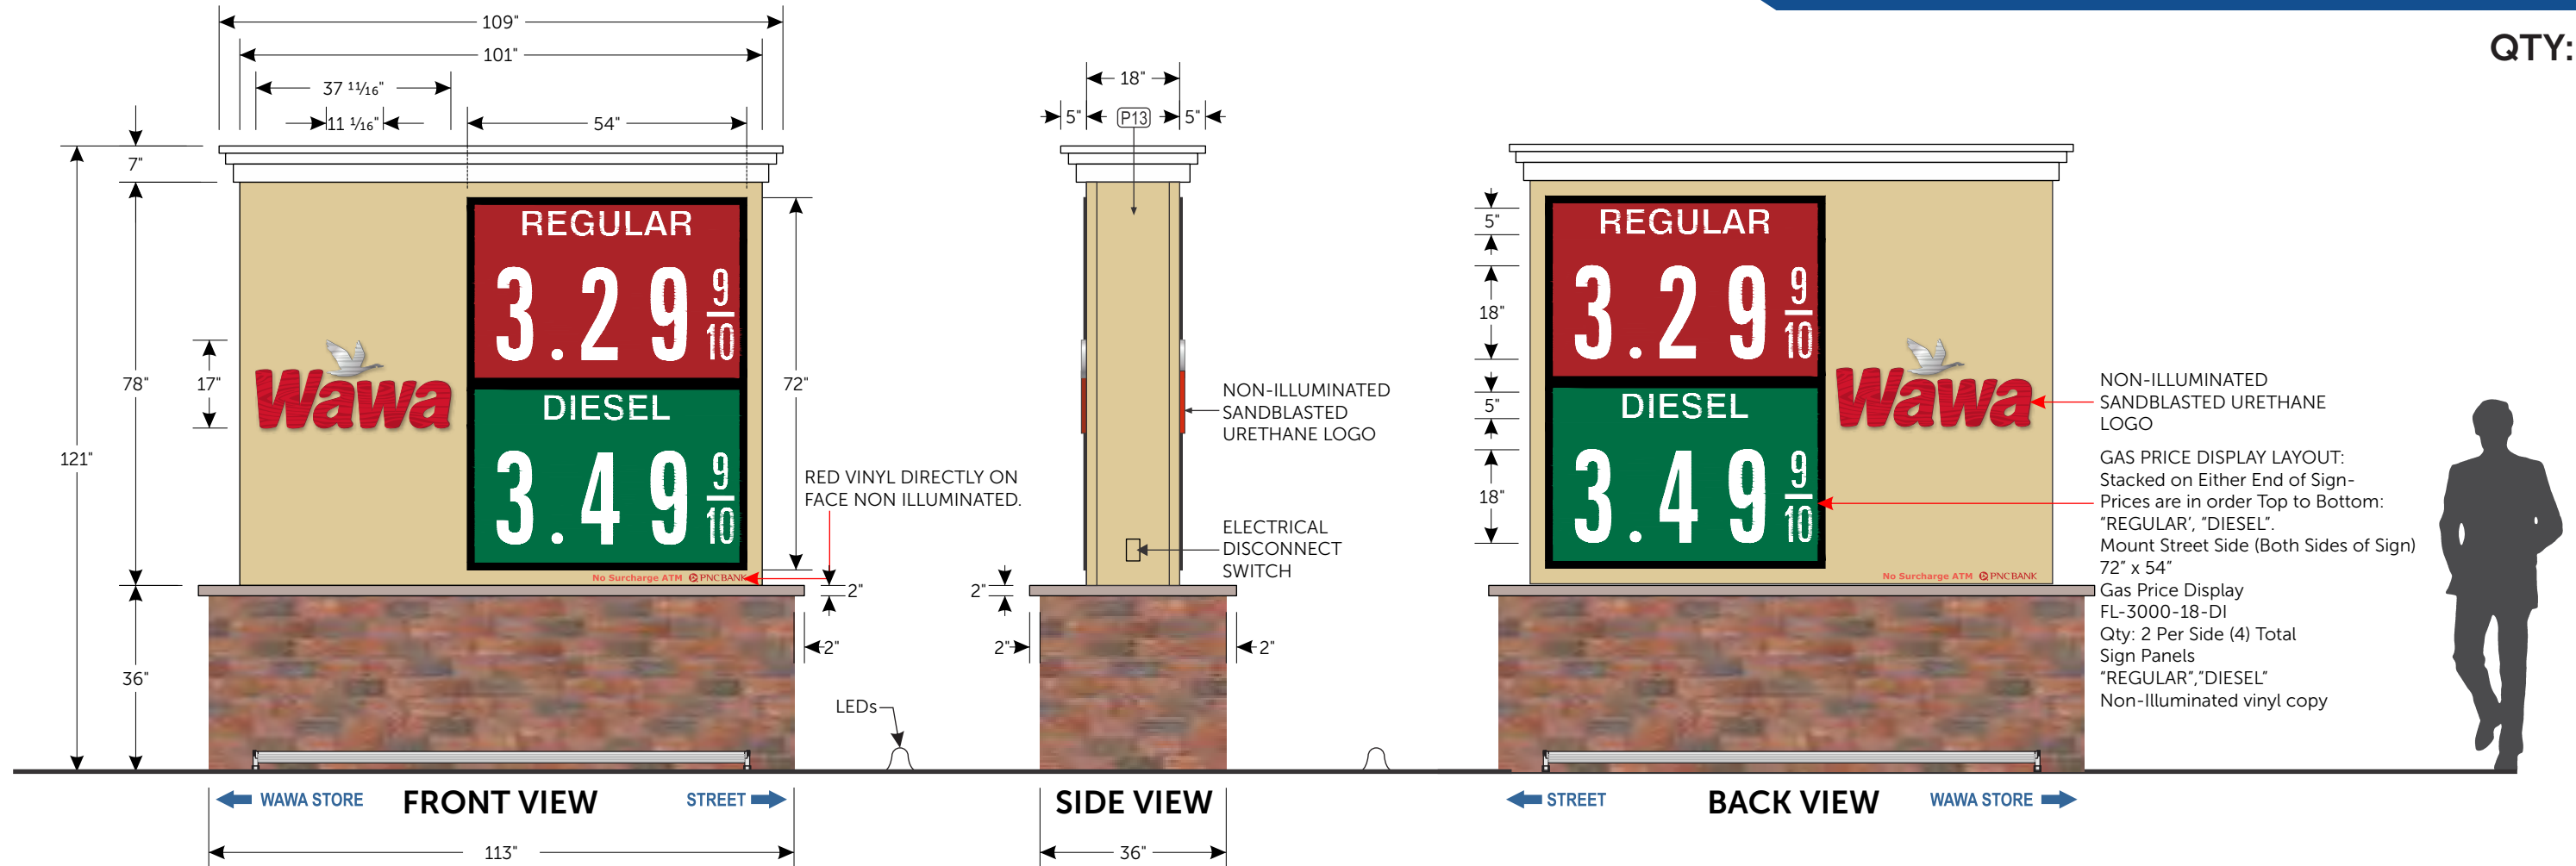 QTY:
109"
101"
37 11/16"
11 1/16"
54"
7"
78"
121"
17"
36"
72"
REGULAR
3.29 9/10
DIESEL
3.49 9/10
Wawa
No Surcharge ATM PNCBANK
RED VINYL DIRECTLY ON
FACE NON ILLUMINATED.
2"
2"
LEDs
WAWA STORE
FRONT VIEW
STREET
113"
18"
5"
P13
5"
NON-ILLUMINATED
SANDBLASTED
URETHANE LOGO
ELECTRICAL
DISCONNECT
SWITCH
2"
2"
2"
SIDE VIEW
36"
5"
18"
5"
18"
REGULAR
3.29 9/10
DIESEL
3.49 9/10
Wawa
No Surcharge ATM PNCBANK
NON-ILLUMINATED
SANDBLASTED URETHANE
LOGO
GAS PRICE DISPLAY LAYOUT:
Stacked on Either End of Sign-
Prices are in order Top to Bottom:
"REGULAR', "DIESEL".
Mount Street Side (Both Sides of Sign)
72" x 54"
Gas Price Display
FL-3000-18-DI
Qty: 2 Per Side (4) Total
Sign Panels
"REGULAR","DIESEL"
Non-Illuminated vinyl copy
STREET
BACK VIEW
WAWA STORE